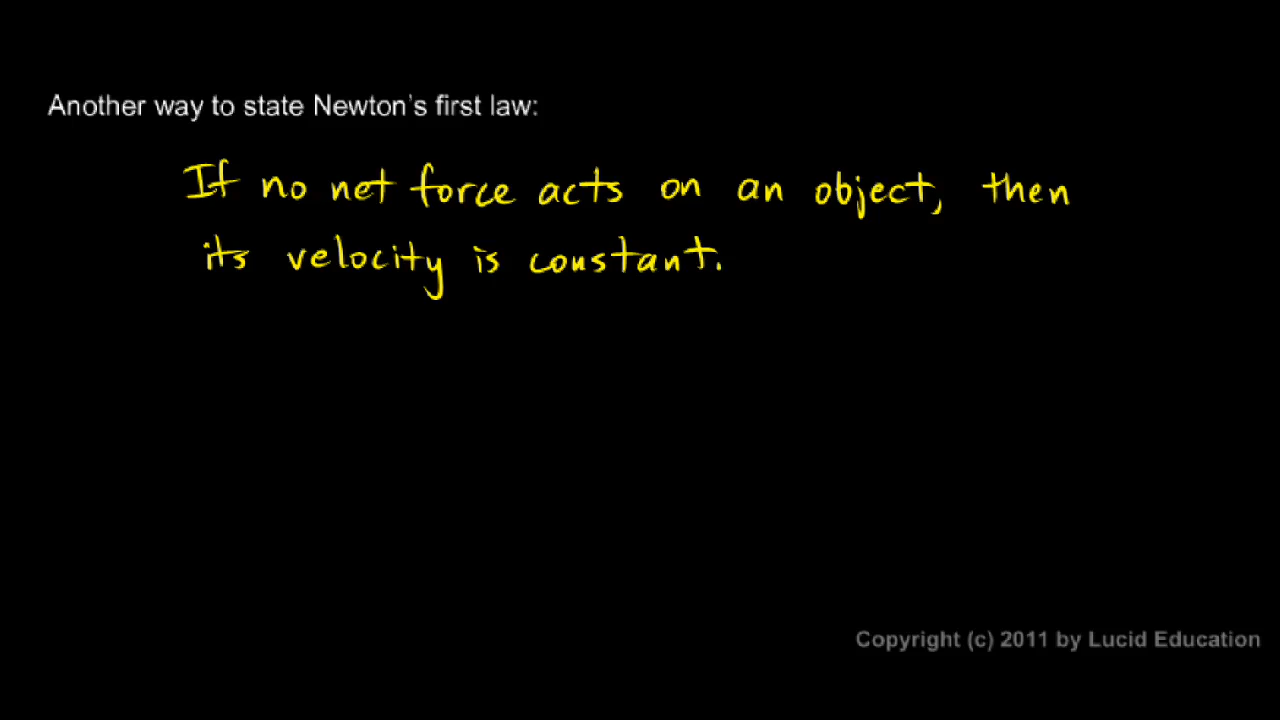 Another way to state Newton's first law:
If no net force acts on an object, then
its velocity is constant.
Copyright (c) 2011 by Lucid Education